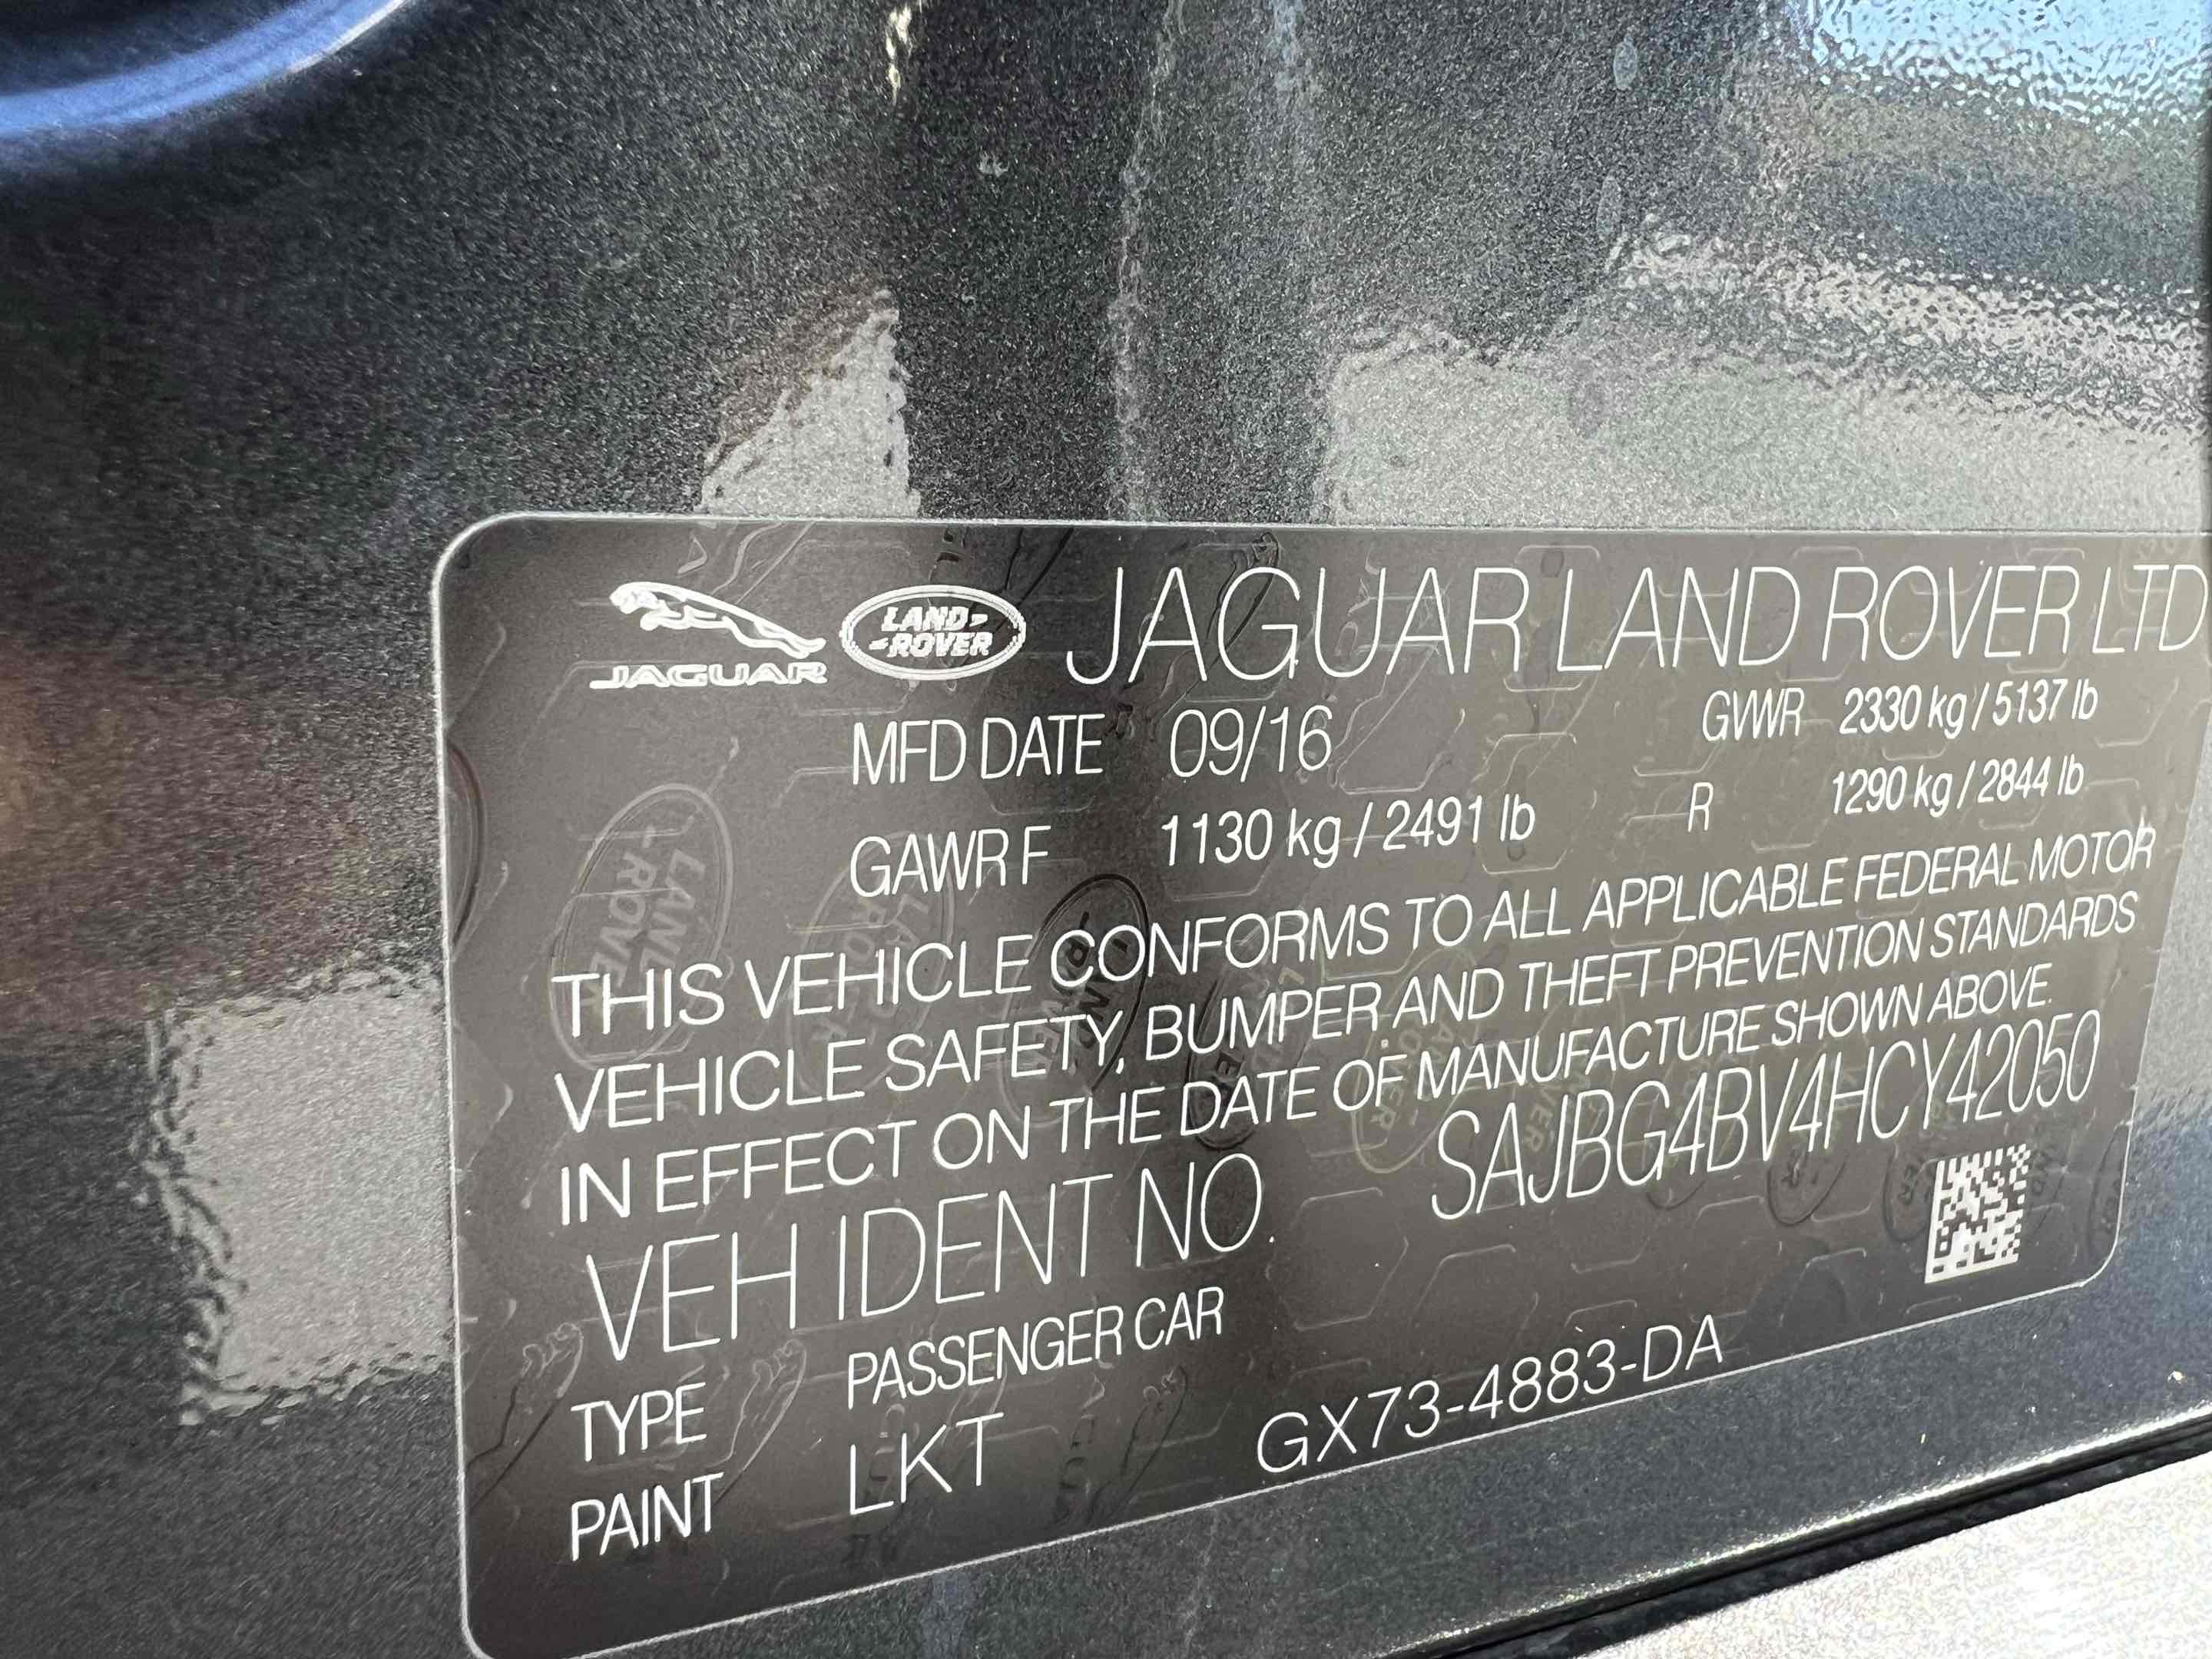 JAGUAR LAND ROVER JAGUAR LAND ROVER LTD
MFD DATE 09/16 GVWR 2330 kg / 5137 lb
GAWR F 1130 kg / 2491 lb R 1290 kg / 2844 lb
THIS VEHICLE CONFORMS TO ALL APPLICABLE FEDERAL MOTOR
VEHICLE SAFETY, BUMPER AND THEFT PREVENTION STANDARDS
IN EFFECT ON THE DATE OF MANUFACTURE SHOWN ABOVE.
VEH IDENT NO. SAJBG4BV4HCY42050
TYPE PASSENGER CAR
PAINT LKT GX73-4883-DA